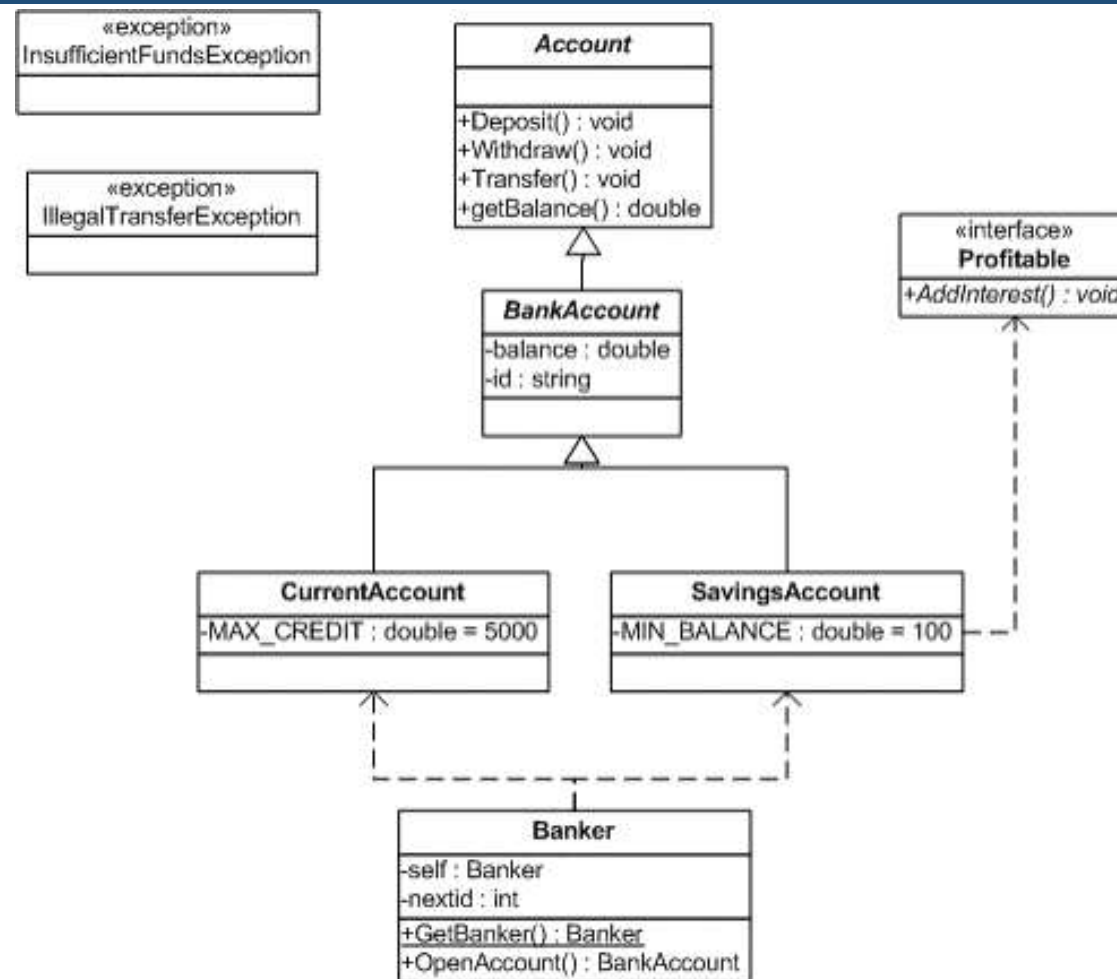 «exception»
InsufficientFundsException
«exception»
IllegalTransferException
Account
+Deposit() : void
+Withdraw() : void
+Transfer() : void
+getBalance() : double
«interface»
Profitable
+AddInterest() : void
BankAccount
-balance : double
-id : string
CurrentAccount
-MAX_CREDIT : double = 5000
SavingsAccount
-MIN_BALANCE : double = 100
Banker
-self : Banker
-nextid : int
+GetBanker() : Banker
+OpenAccount() : BankAccount